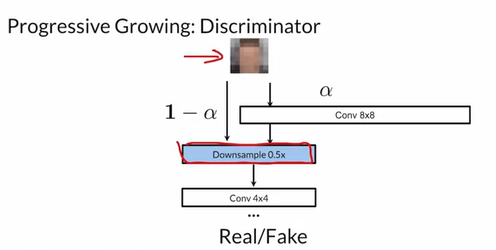 Progressive Growing: Discriminator
α
1 − α
Conv 8x8
Downsample 0.5x
Conv 4x4
...
Real/Fake